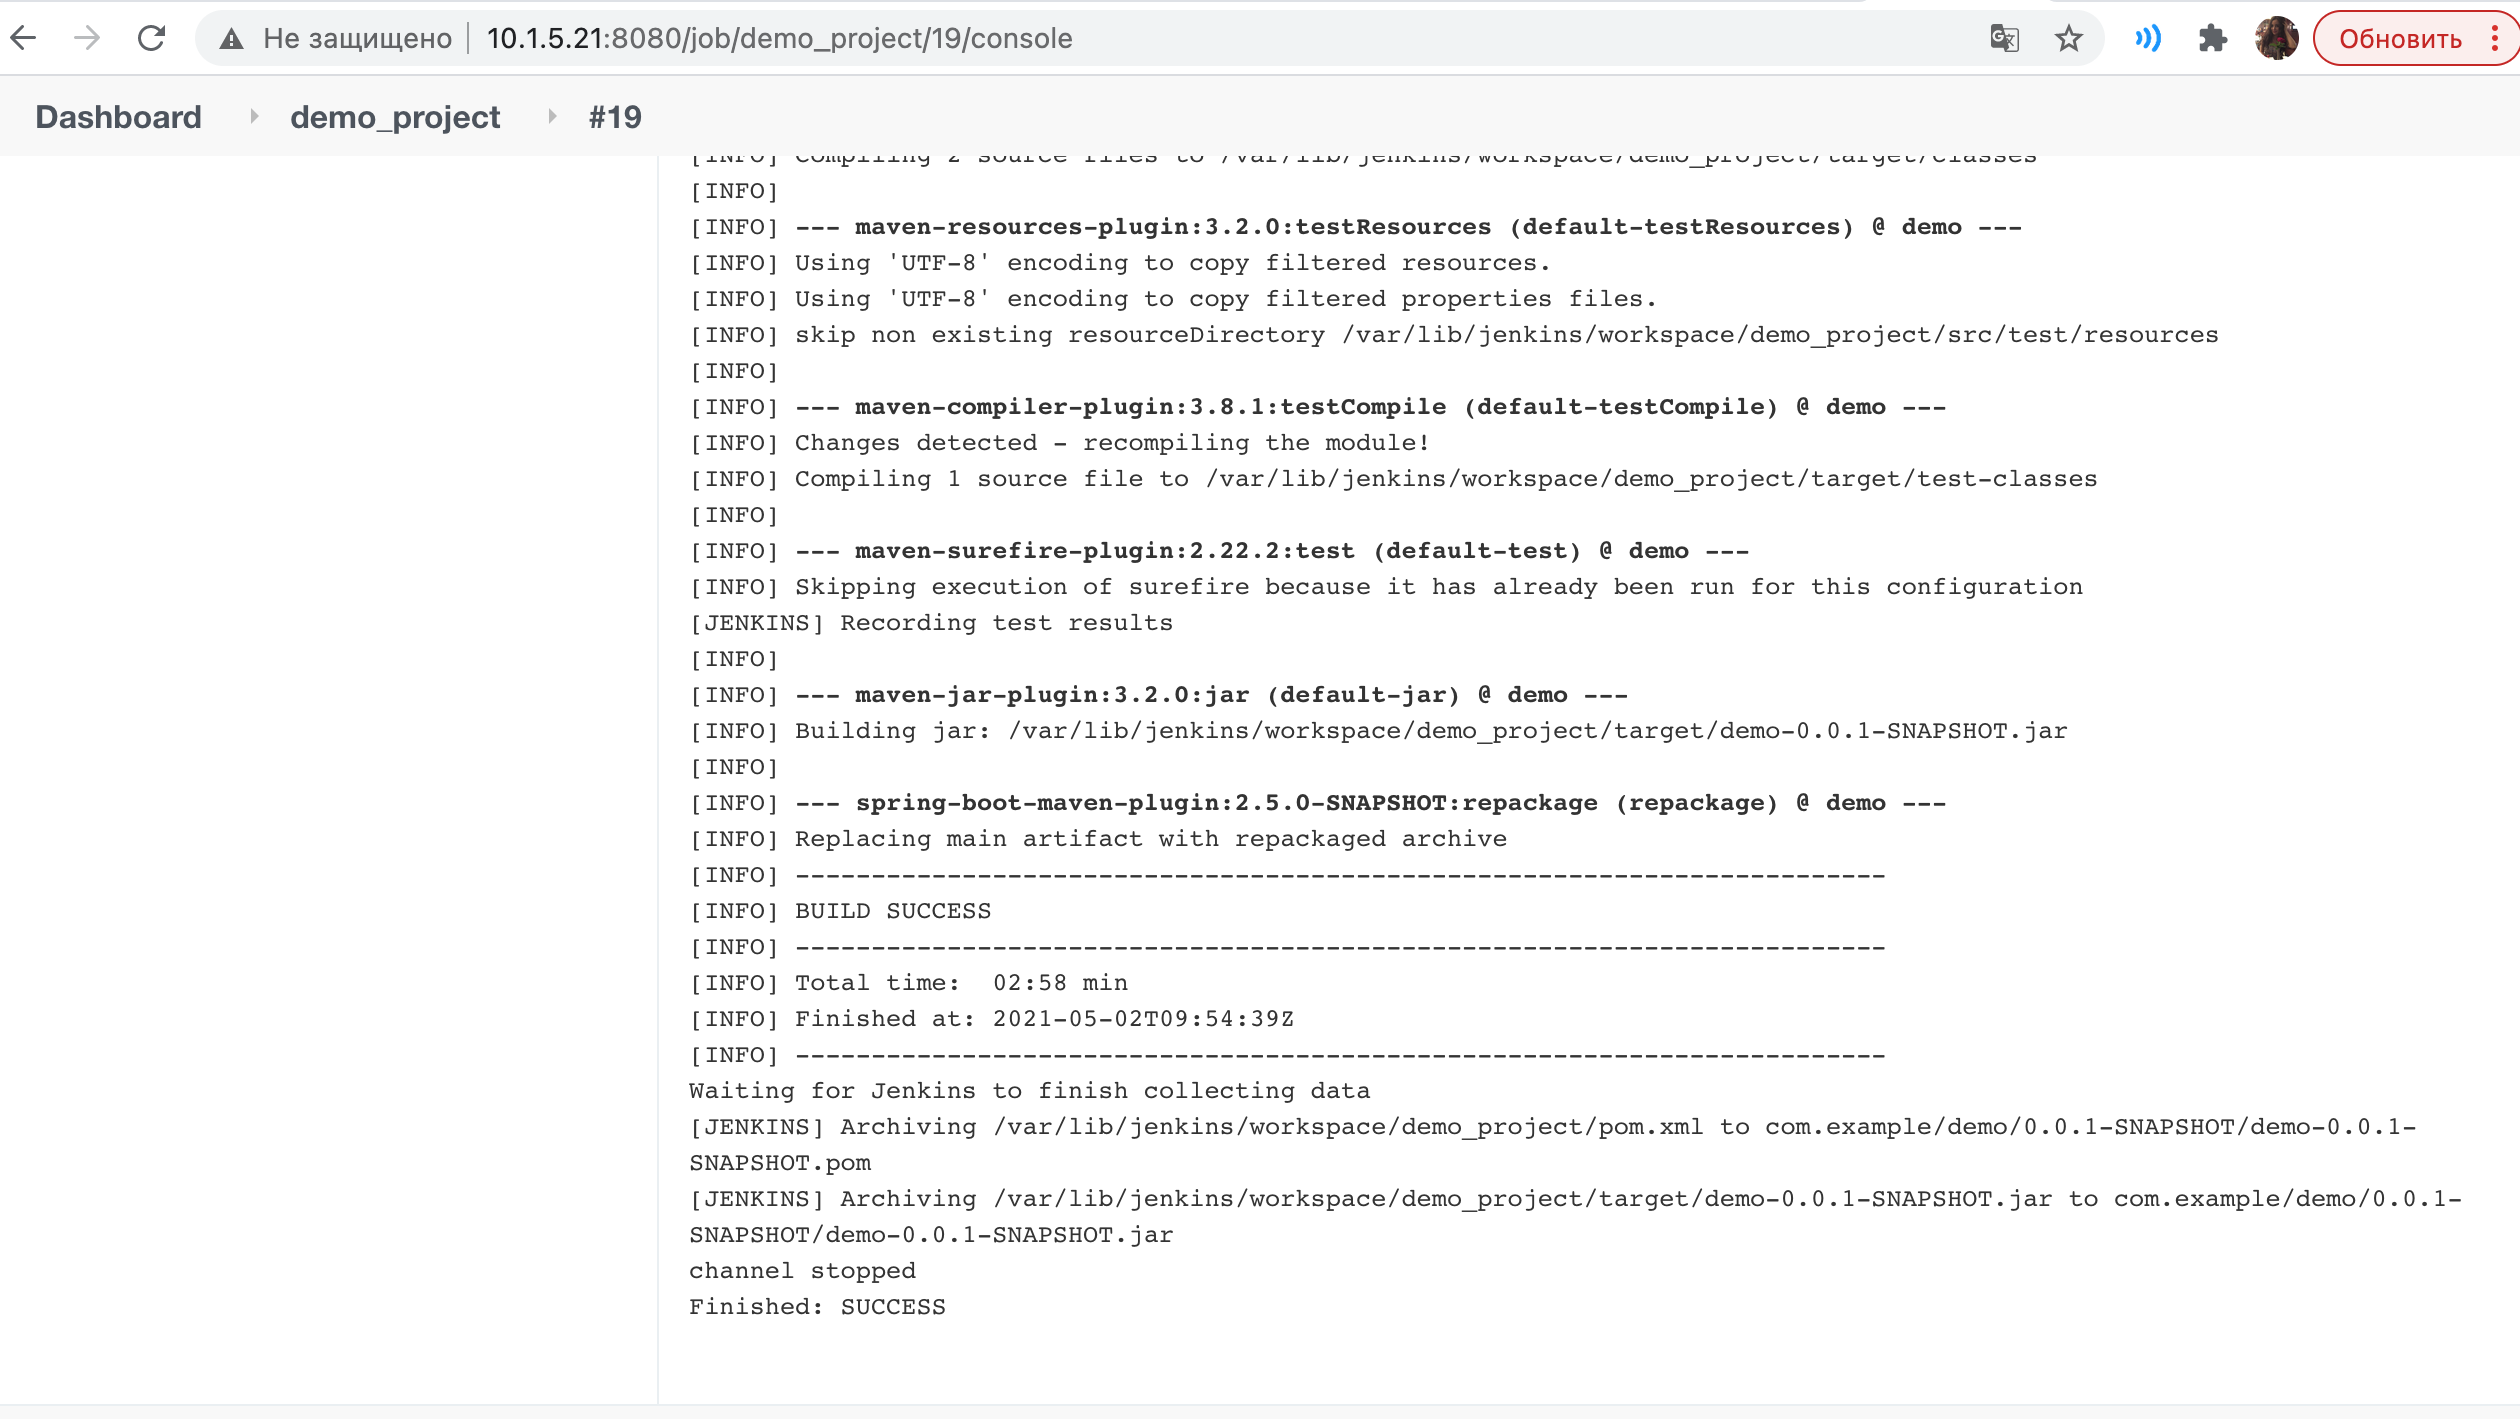 Не защищено 10.1.5.21:8080/job/demo_project/19/console Обновить
Dashboard demo_project #19
[INFO] Compiling 2 source files to /var/lib/jenkins/workspace/demo_project/target/classes
[INFO]
[INFO] --- maven-resources-plugin:3.2.0:testResources (default-testResources) @ demo ---
[INFO] Using 'UTF-8' encoding to copy filtered resources.
[INFO] Using 'UTF-8' encoding to copy filtered properties files.
[INFO] skip non existing resourceDirectory /var/lib/jenkins/workspace/demo_project/src/test/resources
[INFO]
[INFO] --- maven-compiler-plugin:3.8.1:testCompile (default-testCompile) @ demo ---
[INFO] Changes detected - recompiling the module!
[INFO] Compiling 1 source file to /var/lib/jenkins/workspace/demo_project/target/test-classes
[INFO]
[INFO] --- maven-surefire-plugin:2.22.2:test (default-test) @ demo ---
[INFO] Skipping execution of surefire because it has already been run for this configuration
[JENKINS] Recording test results
[INFO]
[INFO] --- maven-jar-plugin:3.2.0:jar (default-jar) @ demo ---
[INFO] Building jar: /var/lib/jenkins/workspace/demo_project/target/demo-0.0.1-SNAPSHOT.jar
[INFO]
[INFO] --- spring-boot-maven-plugin:2.5.0-SNAPSHOT:repackage (repackage) @ demo ---
[INFO] Replacing main artifact with repackaged archive
[INFO] ------------------------------------------------------------------------
[INFO] BUILD SUCCESS
[INFO] ------------------------------------------------------------------------
[INFO] Total time:  02:58 min
[INFO] Finished at: 2021-05-02T09:54:39Z
[INFO] ------------------------------------------------------------------------
Waiting for Jenkins to finish collecting data
[JENKINS] Archiving /var/lib/jenkins/workspace/demo_project/pom.xml to com.example/demo/0.0.1-SNAPSHOT/demo-0.0.1-
SNAPSHOT.pom
[JENKINS] Archiving /var/lib/jenkins/workspace/demo_project/target/demo-0.0.1-SNAPSHOT.jar to com.example/demo/0.0.1-
SNAPSHOT/demo-0.0.1-SNAPSHOT.jar
channel stopped
Finished: SUCCESS